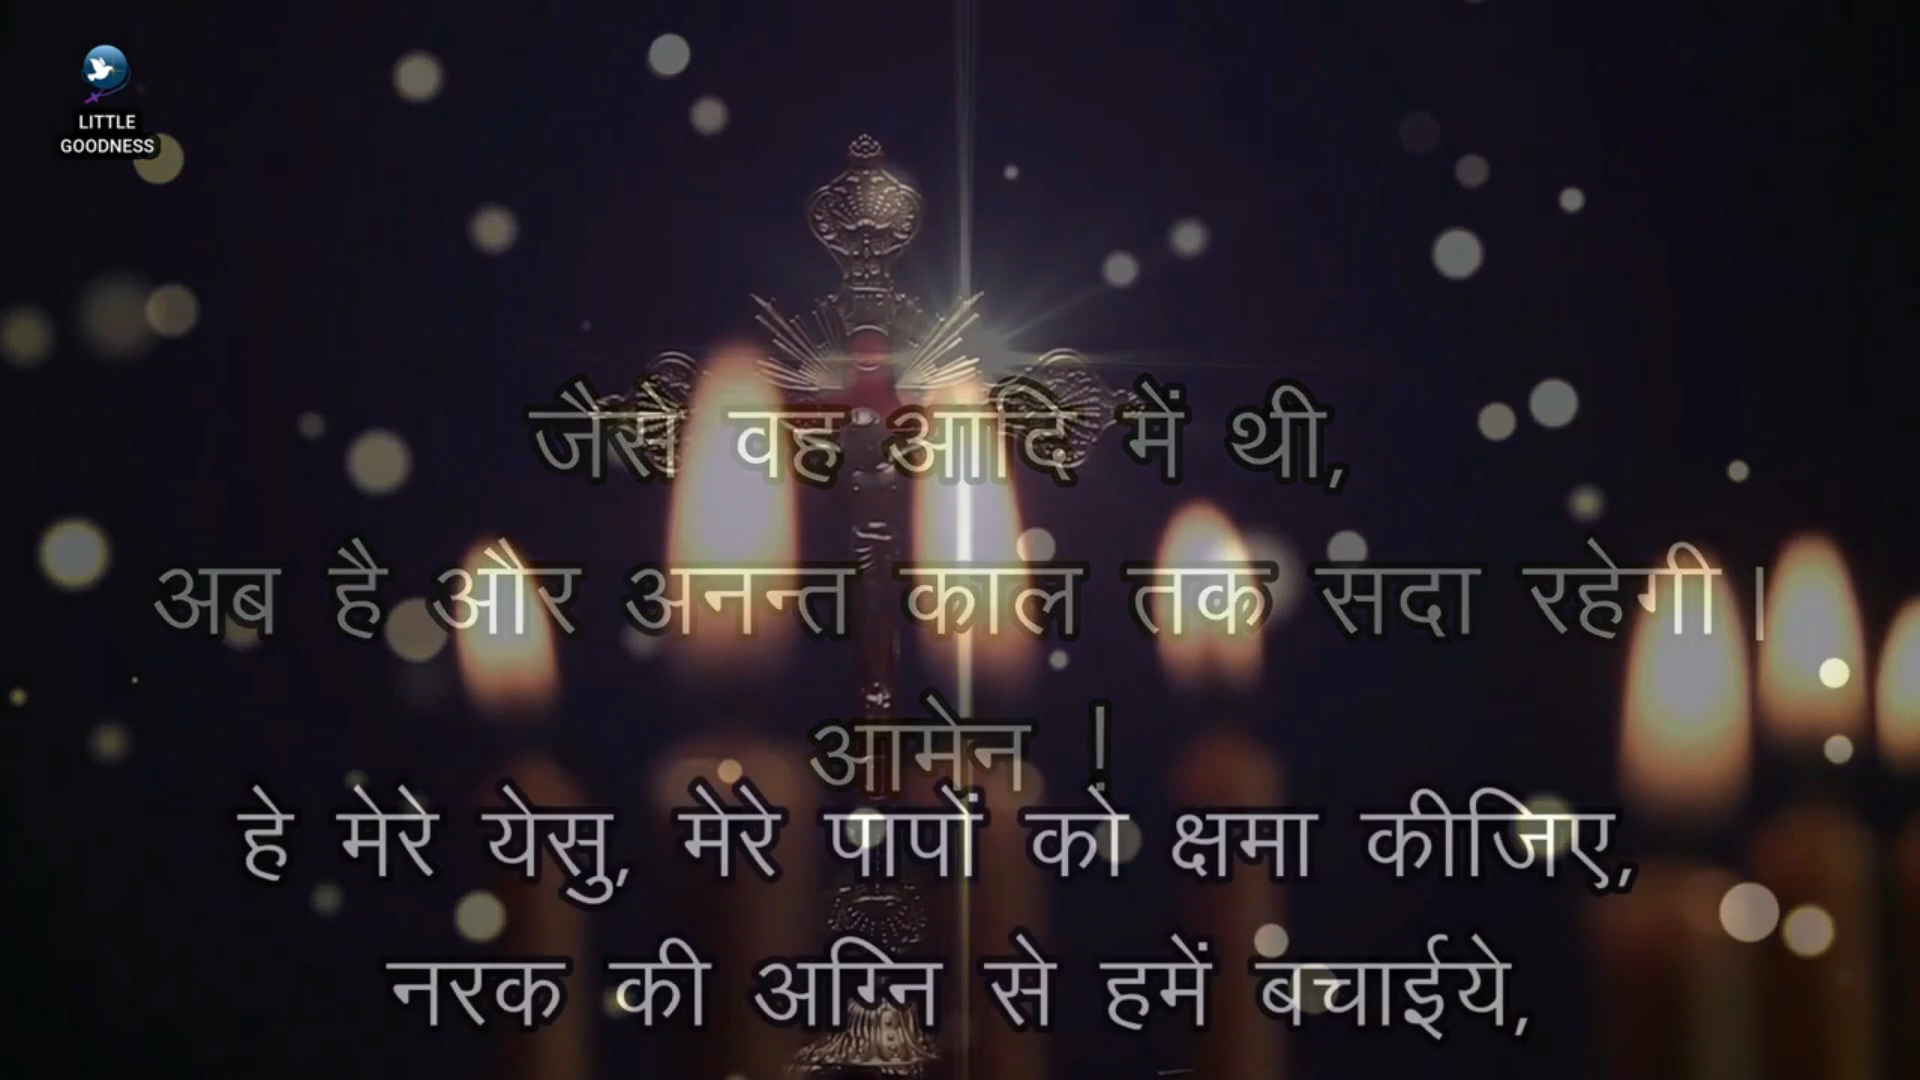 LITTLE
GOODNESS
जैसे वह आदि में थी,
अब है और अनन्त काल तक सदा रहेगी।
आमेन !
हे मेरे येसु, मेरे पापों को क्षमा कीजिए,
नरक की अग्नि से हमें बचाईये,